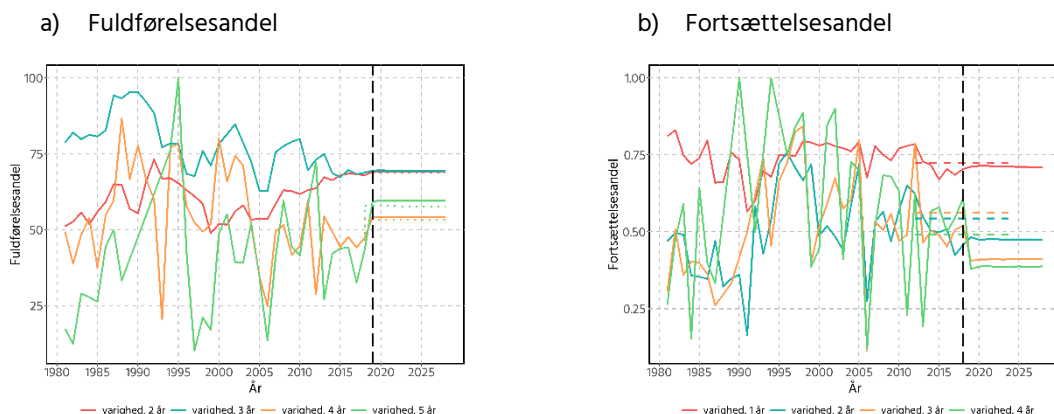 a) Fuldførelsesandel
100
75
50
25
Fuldførelsesandel
1980 1985 1990 1995 2000 2005 2010 2015 2020 2025
År
varighed, 2 år varighed, 3 år varighed, 4 år varighed, 5 år
b) Fortsættelsesandel
1.00
0.75
0.50
0.25
Fortsættelsesandel
1980 1985 1990 1995 2000 2005 2010 2015 2020 2025
År
varighed, 1 år varighed, 2 år varighed, 3 år varighed, 4 år